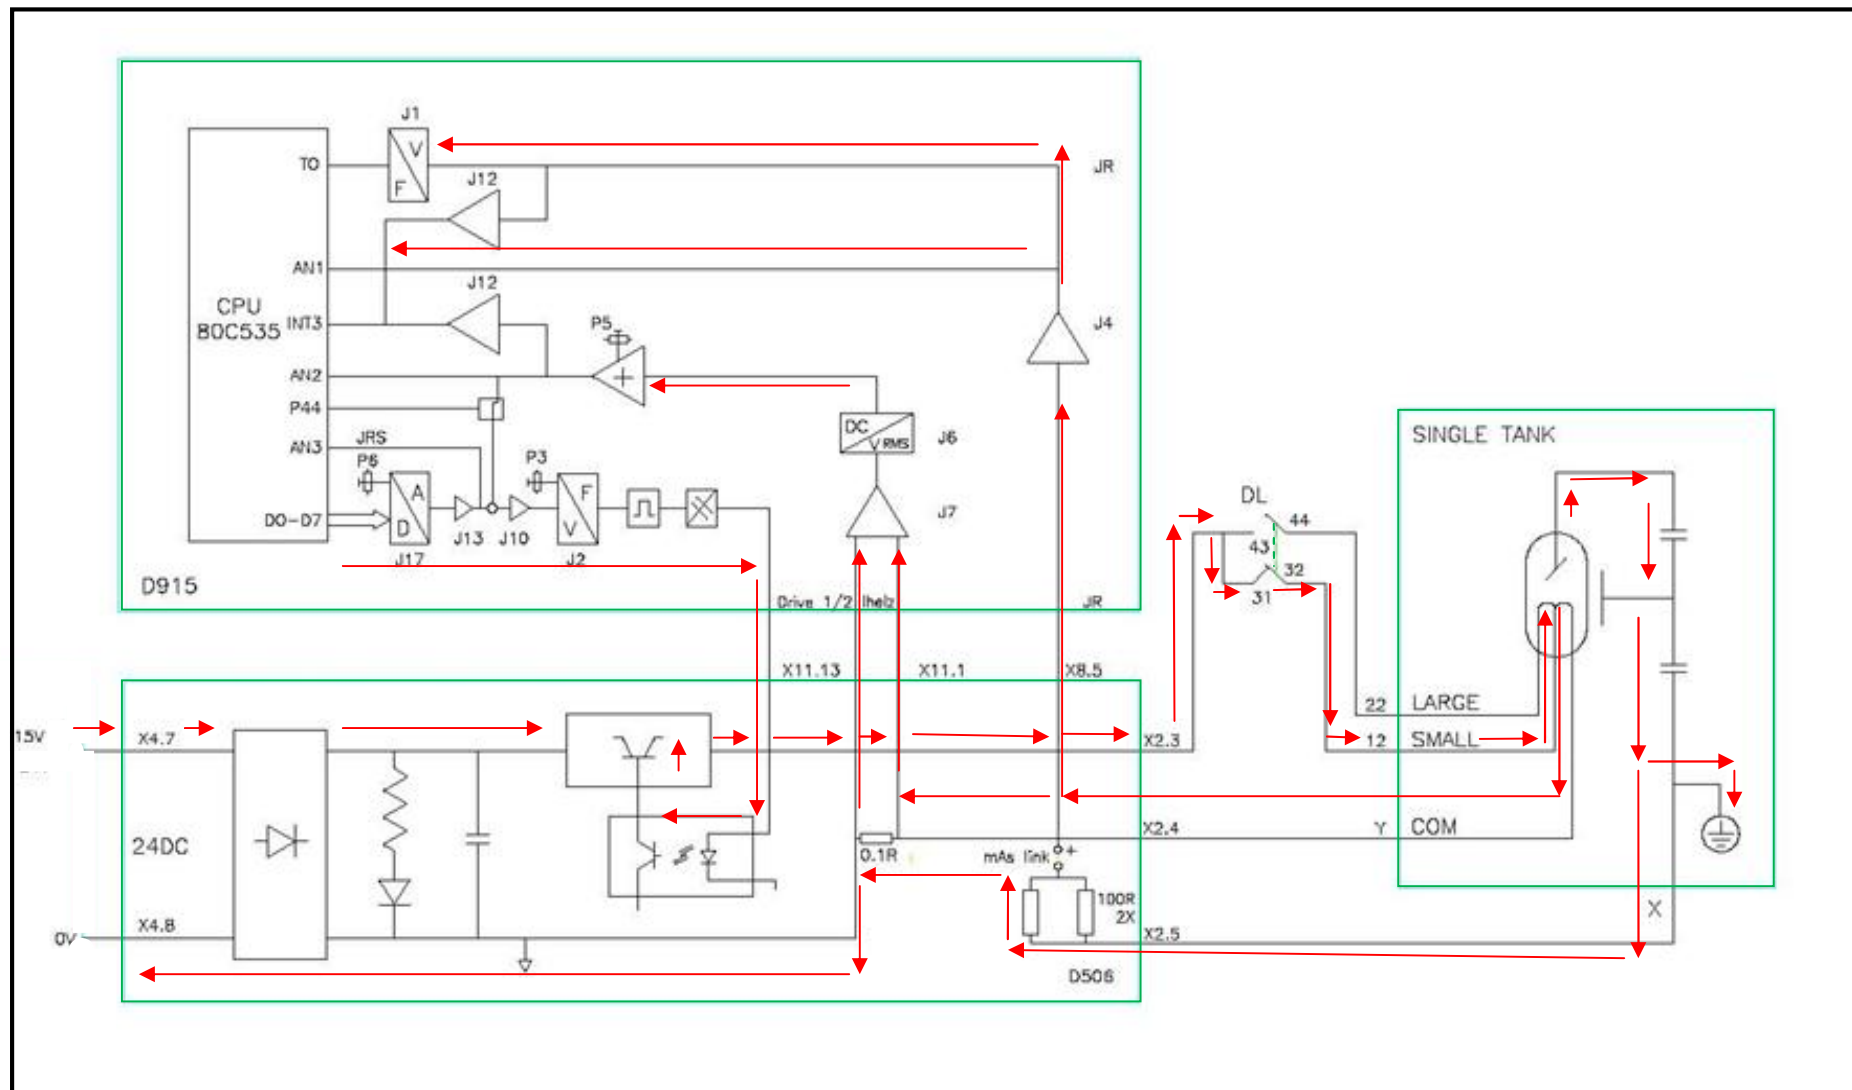 J1
TO
V
F
J12
JR
AN1
J12
CPU
80C535
INT3
P5
J4
AN2
+
P44
DC
V RMS
J6
AN3
JRS
P6
P3
A
D
F
V
J7
DO-D7
J13
J10
J17
J2
D915
Drive 1/2
Iheiz
JR
SINGLE TANK
DL
44
43
32
31
X11.13
X11.1
X8.5
22
LARGE
15V
X4.7
X2.3
12
SMALL
24DC
X2.4
Y
COM
0.1R
mAs link
+
100R
2X
X
0V
X4.8
X2.5
D506